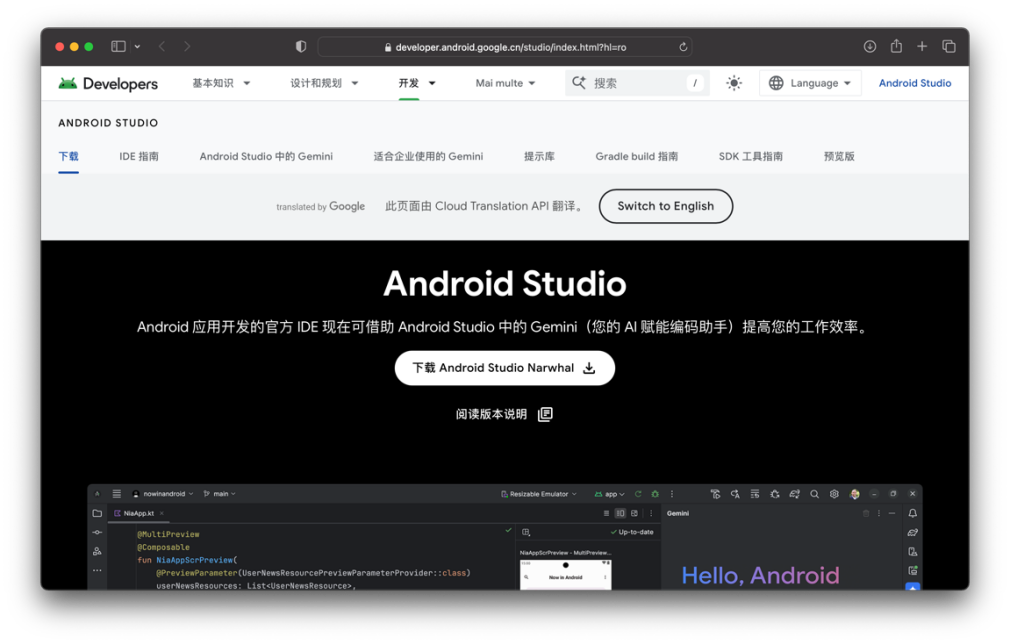 developer.android.google.cn/studio/index.html?hl=ro
Developers
基本知识
设计和规划
开发
Mai multe
搜索
/
Language
Android Studio
ANDROID STUDIO
下载
IDE 指南
Android Studio 中的 Gemini
适合企业使用的 Gemini
提示库
Gradle build 指南
SDK 工具指南
预览版
translated by Google
此页面由 Cloud Translation API 翻译。
Switch to English
Android Studio
Android 应用开发的官方 IDE 现在可借助 Android Studio 中的 Gemini（您的 AI 赋能编码助手）提高您的工作效率。
下载 Android Studio Narwhal
阅读版本说明
nowinandroid
main
Resizable Emulator
app
NiaApp.kt
Gemini
@MultiPreview
Up-to-date
@Composable
fun NiaAppScrPreview(
NiaAppScrPreview - MultiPreview...
@PreviewParameter(UserNewsResourcePreviewParameterProvider::class)
Now in Android
userNewsResources: List<UserNewsResource>,
Hello, Android